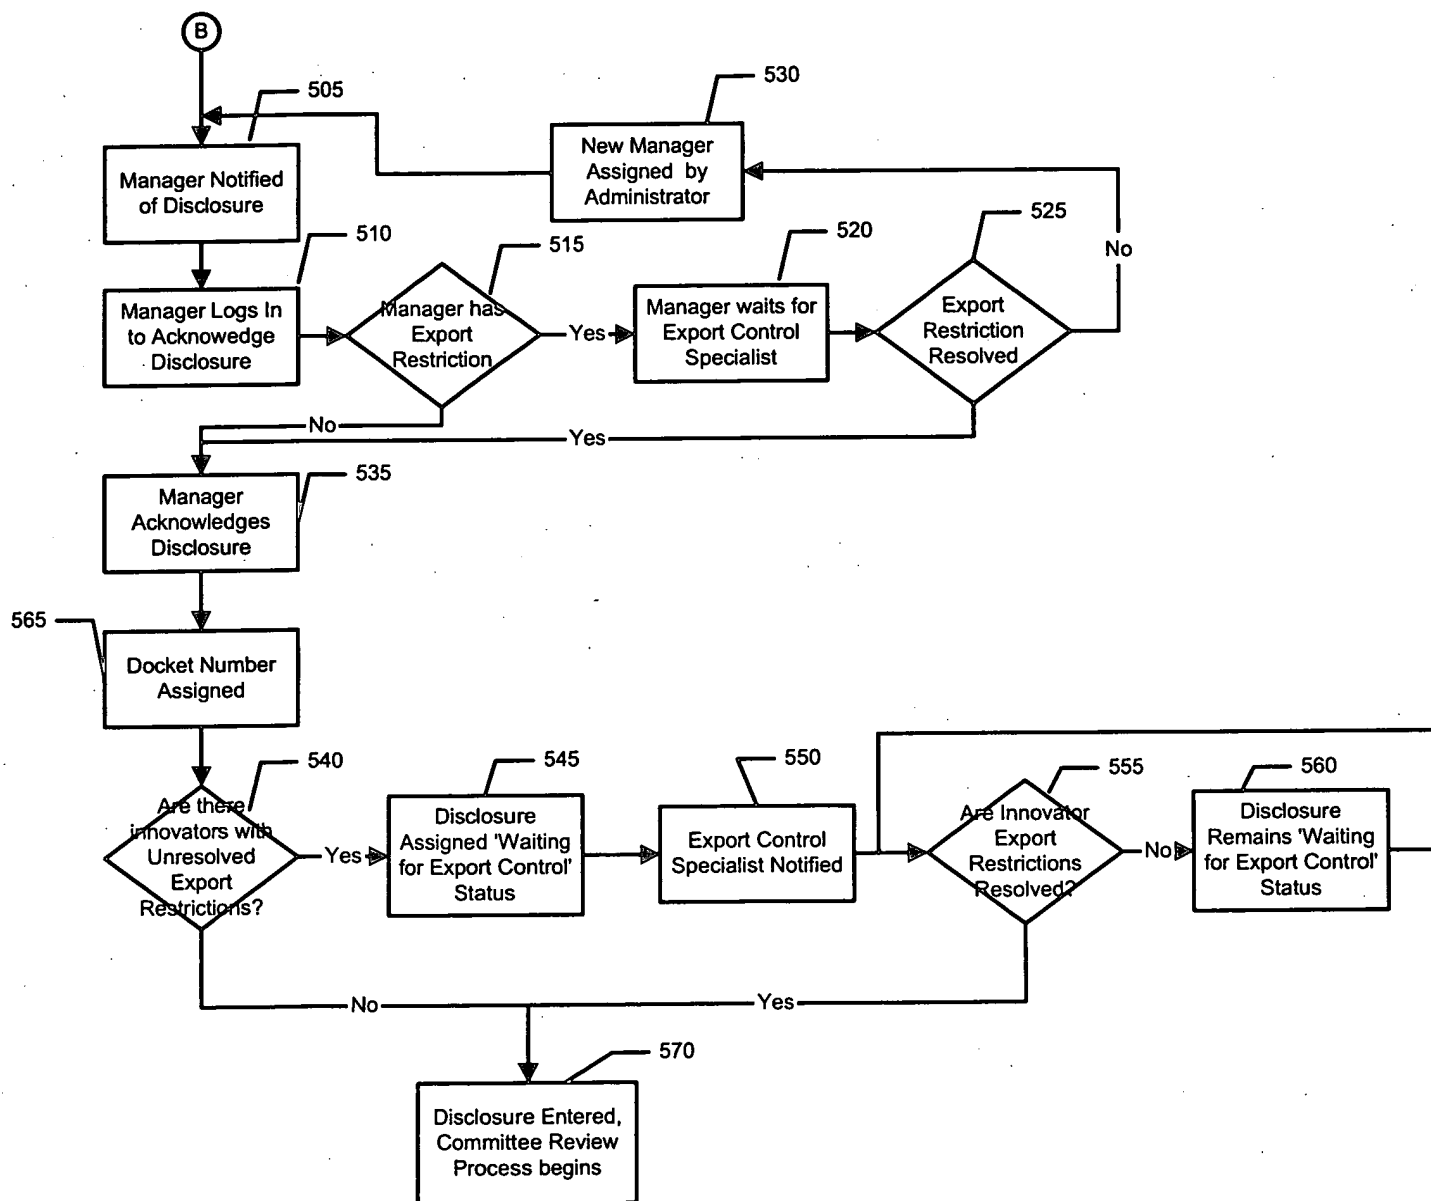 B
505
530
New Manager
Assigned by
Administrator
Manager Notified
of Disclosure
510
515
520
525
No
Manager Logs In
to Acknowedge
Disclosure
Manager has
Export
Restriction
Yes
Manager waits for
Export Control
Specialist
Export
Restriction
Resolved
No
Yes
535
Manager
Acknowledges
Disclosure
565
Docket Number
Assigned
540
545
550
555
560
Are there
innovators with
Unresolved
Export
Restrictions?
Yes
Disclosure
Assigned 'Waiting
for Export Control'
Status
Export Control
Specialist Notified
Are Innovator
Export
Restrictions
Resolved?
No
Disclosure
Remains 'Waiting
for Export Control'
Status
No
Yes
570
Disclosure Entered,
Committee Review
Process begins